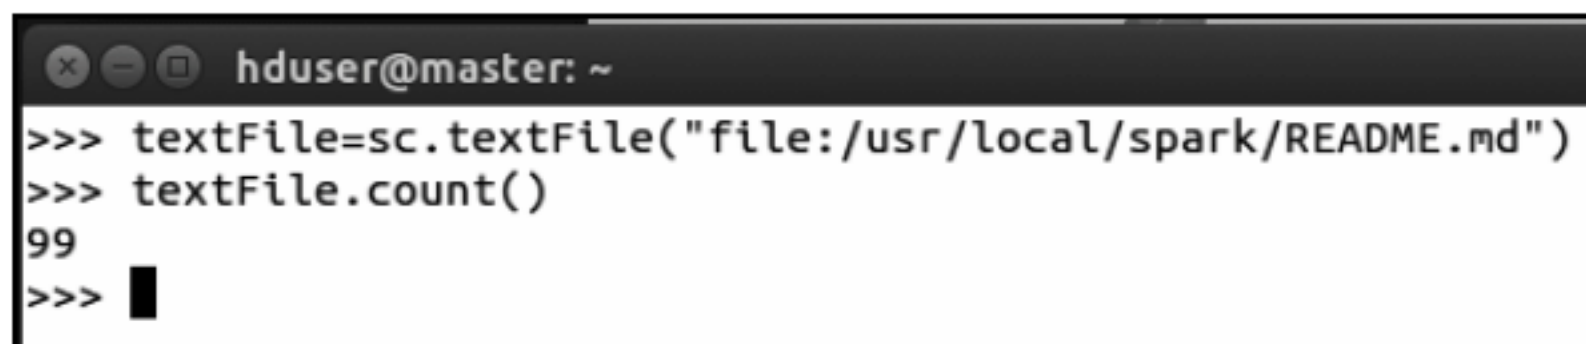 hduser@master: ~
>>> textFile=sc.textFile("file:/usr/local/spark/README.md")
>>> textFile.count()
99
>>>